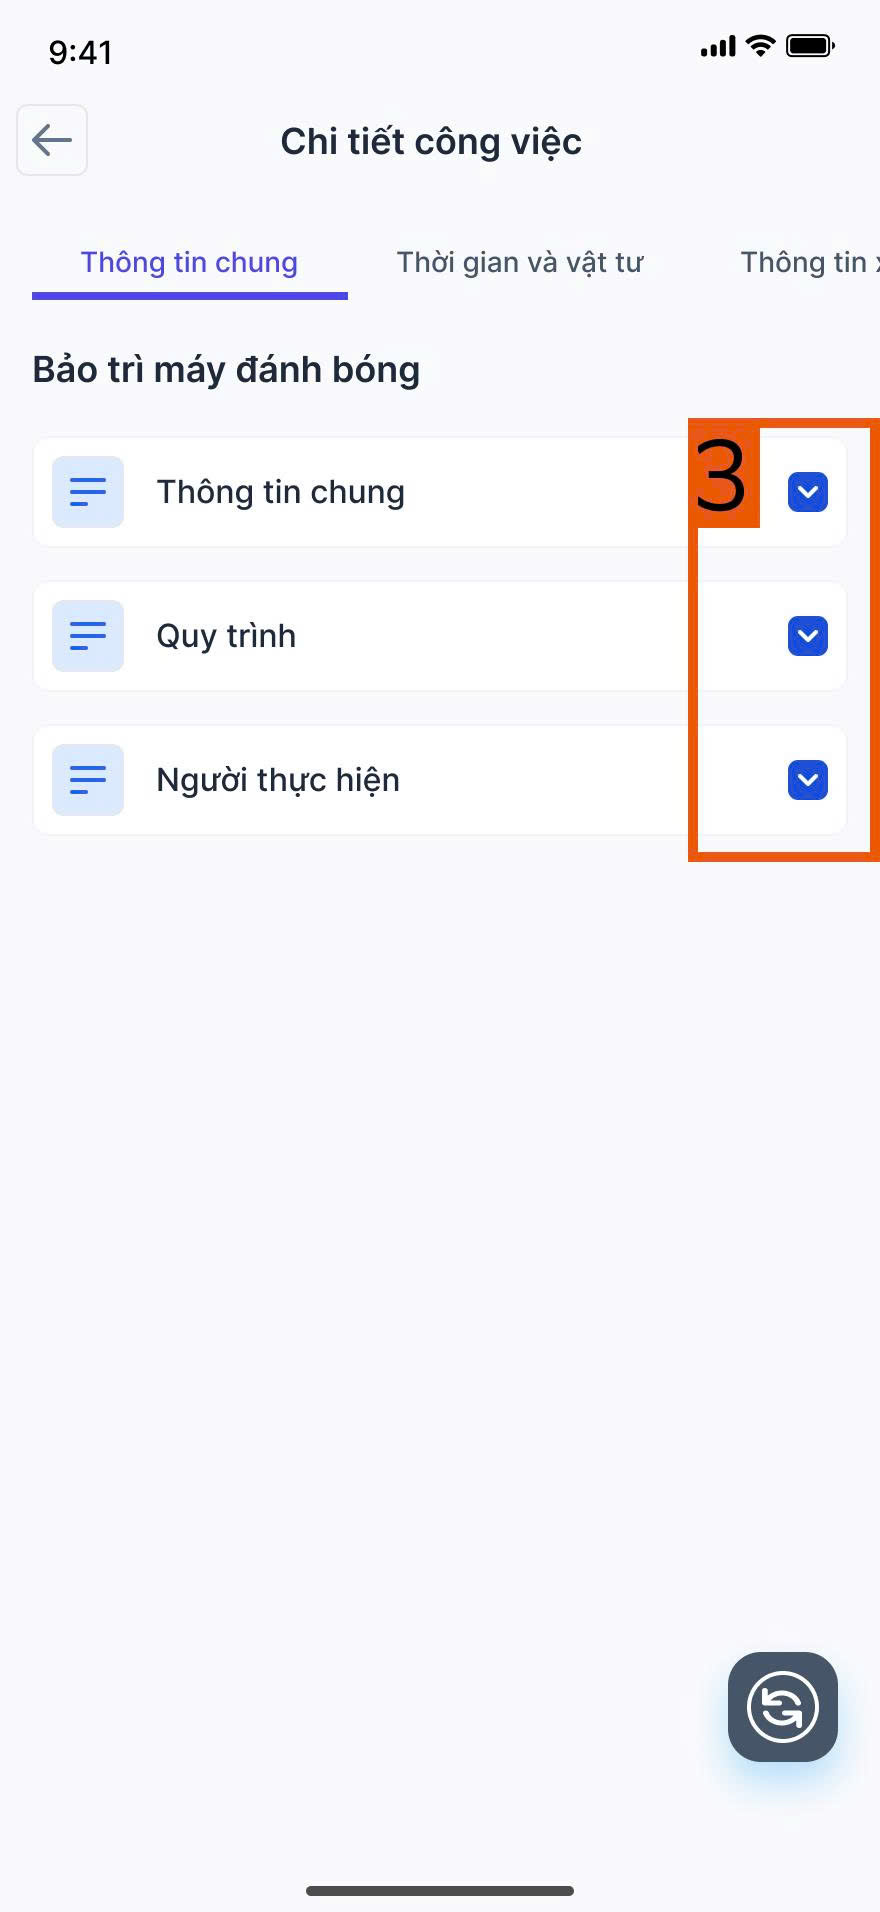 9:41
Chi tiết công việc
Thông tin chung
Thời gian và vật tư
Thông tin
Bảo trì máy đánh bóng
3
Thông tin chung
Quy trình
Người thực hiện